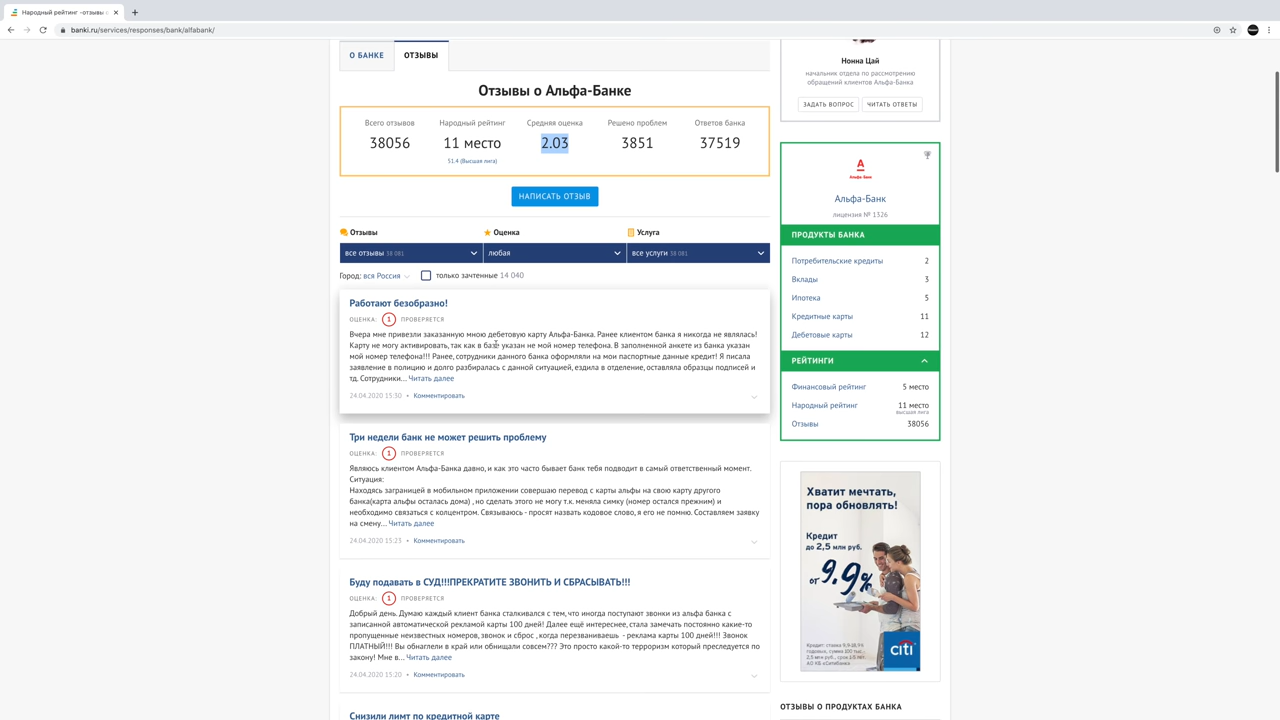 Народный рейтинг -отзывы о
banki.ru/services/responses/bank/alfabank/
О БАНКЕ
ОТЗЫВЫ
Отзывы о Альфа-Банке
Всего отзывов
Народный рейтинг
Средняя оценка
Решено проблем
Ответов банка
38056
11 место
2.03
3851
37519
51.4 (Высшая лига)
НАПИСАТЬ ОТЗЫВ
Отзывы
Оценка
Услуга
все отзывы 38 081
любая
все услуги 38 081
Город: вся Россия
только зачтенные 14 040
Работают безобразно!
ОЦЕНКА: 1 ПРОВЕРЯЕТСЯ
Вчера мне привезли заказанную мною дебетовую карту Альфа-Банка. Ранее клиентом банка я никогда не являлась!
Карту не могу активировать, так как в базе указан не мой номер телефона. В заполненной анкете из банка указан
мой номер телефона!!! Ранее, сотрудники данного банка оформляли на мои паспортные данные кредит! Я писала
заявление в полицию и долго разбиралась с данной ситуацией, ездила в отделение, оставляла образцы подписей и
тд. Сотрудники... Читать далее
24.04.2020 15:30 • Комментировать
Три недели банк не может решить проблему
ОЦЕНКА: 1 ПРОВЕРЯЕТСЯ
Являюсь клиентом Альфа-Банка давно, и как это часто бывает банк тебя подводит в самый ответственный момент.
Ситуация:
Находясь заграницей в мобильном приложении совершаю перевод с карты альфы на свою карту другого
банка(карта альфы осталась дома) , но сделать этого не могу т.к. меняла симку (номер остался прежним) и
необходимо связаться с колцентром. Связываюсь - просят назвать кодовое слово, я его не помню. Составляем заявку
на смену... Читать далее
24.04.2020 15:23 • Комментировать
Буду подавать в СУД!!!ПРЕКРАТИТЕ ЗВОНИТЬ И СБРАСЫВАТЬ!!!
ОЦЕНКА: 1 ПРОВЕРЯЕТСЯ
Добрый день. Думаю каждый клиент банка сталкивался с тем, что иногда поступают звонки из альфа банка с
записанной автоматической рекламой карты 100 дней! Далее ещё интереснее, стала замечать постоянно какие-то
пропущенные неизвестных номеров, звонок и сброс , когда перезваниваешь - реклама карты 100 дней!!! Звонок
ПЛАТНЫЙ!!!! Вы обнаглели в край или обнищали совсем??? Это просто какой-то терроризм который преследуется по
закону! Мне в... Читать далее
24.04.2020 15:20 • Комментировать
Снизили лимт по кредитной карте
Нонна Цай
начальник отдела по рассмотрению
обращений клиентов Альфа-Банка
ЗАДАТЬ ВОПРОС
ЧИТАТЬ ОТВЕТЫ
Альфа·Банк
Альфа-Банк
лицензия № 1326
ПРОДУКТЫ БАНКА
Потребительские кредиты 2
Вклады 3
Ипотека 5
Кредитные карты 11
Дебетовые карты 12
РЕЙТИНГИ
Финансовый рейтинг 5 место
Народный рейтинг 11 место
высшая лига
Отзывы 38056
Хватит мечтать,
пора обновлять!
Кредит
до 2,5 млн руб.
от 9,9%
citi
ОТЗЫВЫ О ПРОДУКТАХ БАНКА